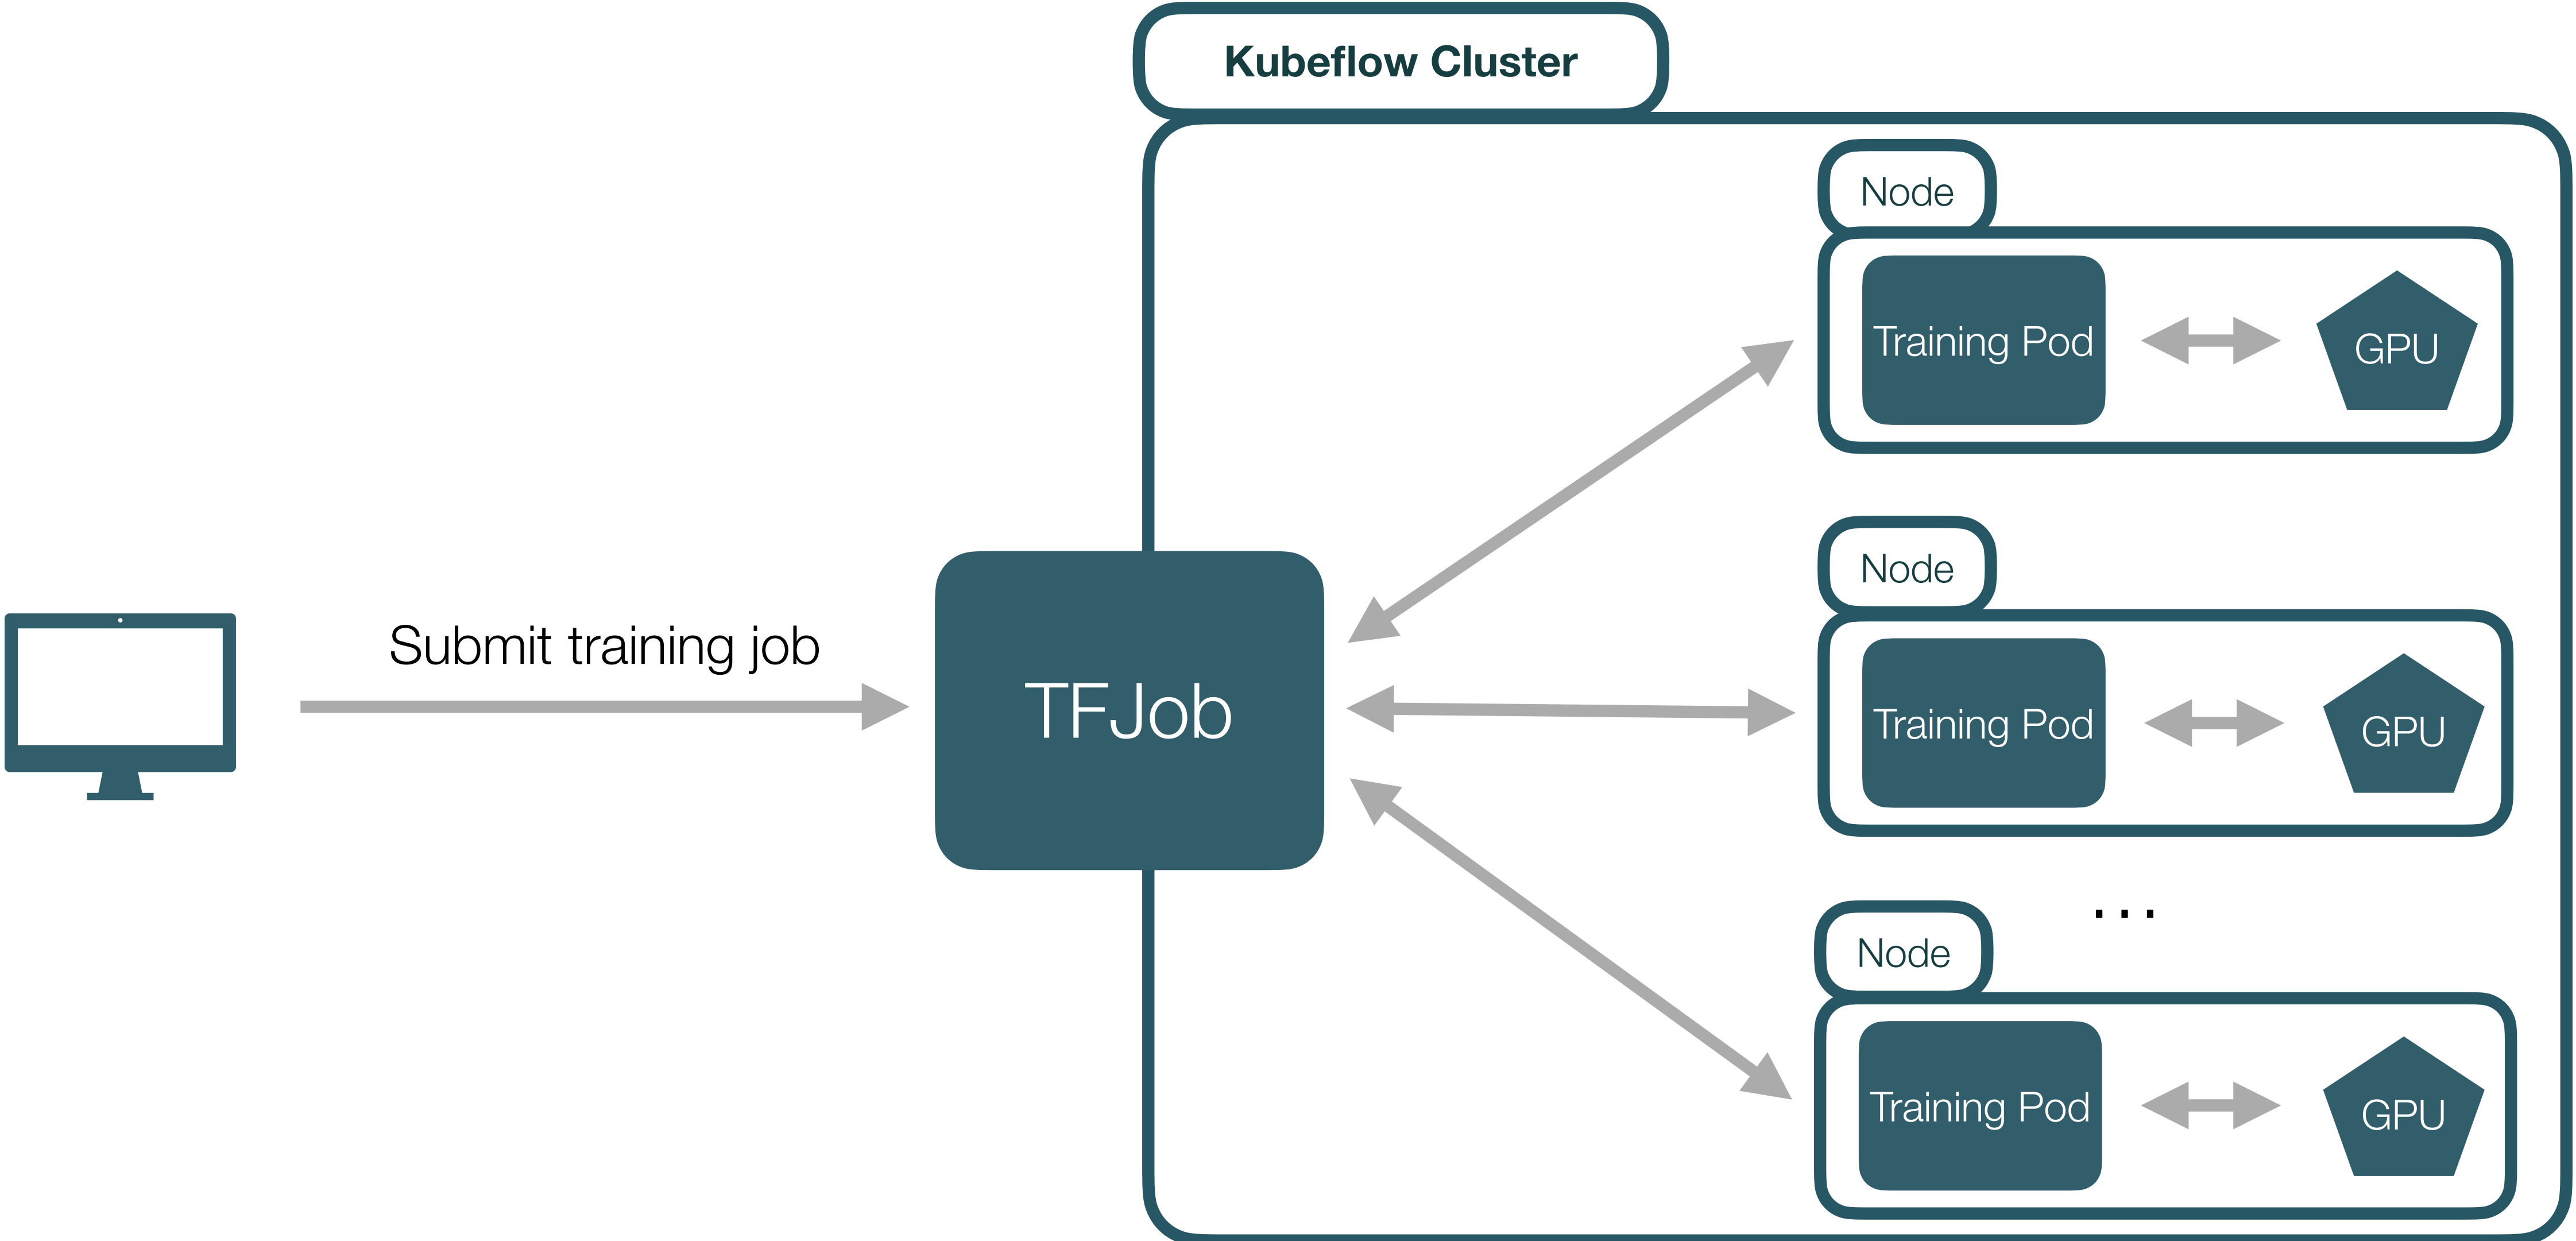 Kubeflow Cluster
Node
Training Pod
GPU
Submit training job
TFJob
Node
Training Pod
GPU
...
Node
Training Pod
GPU